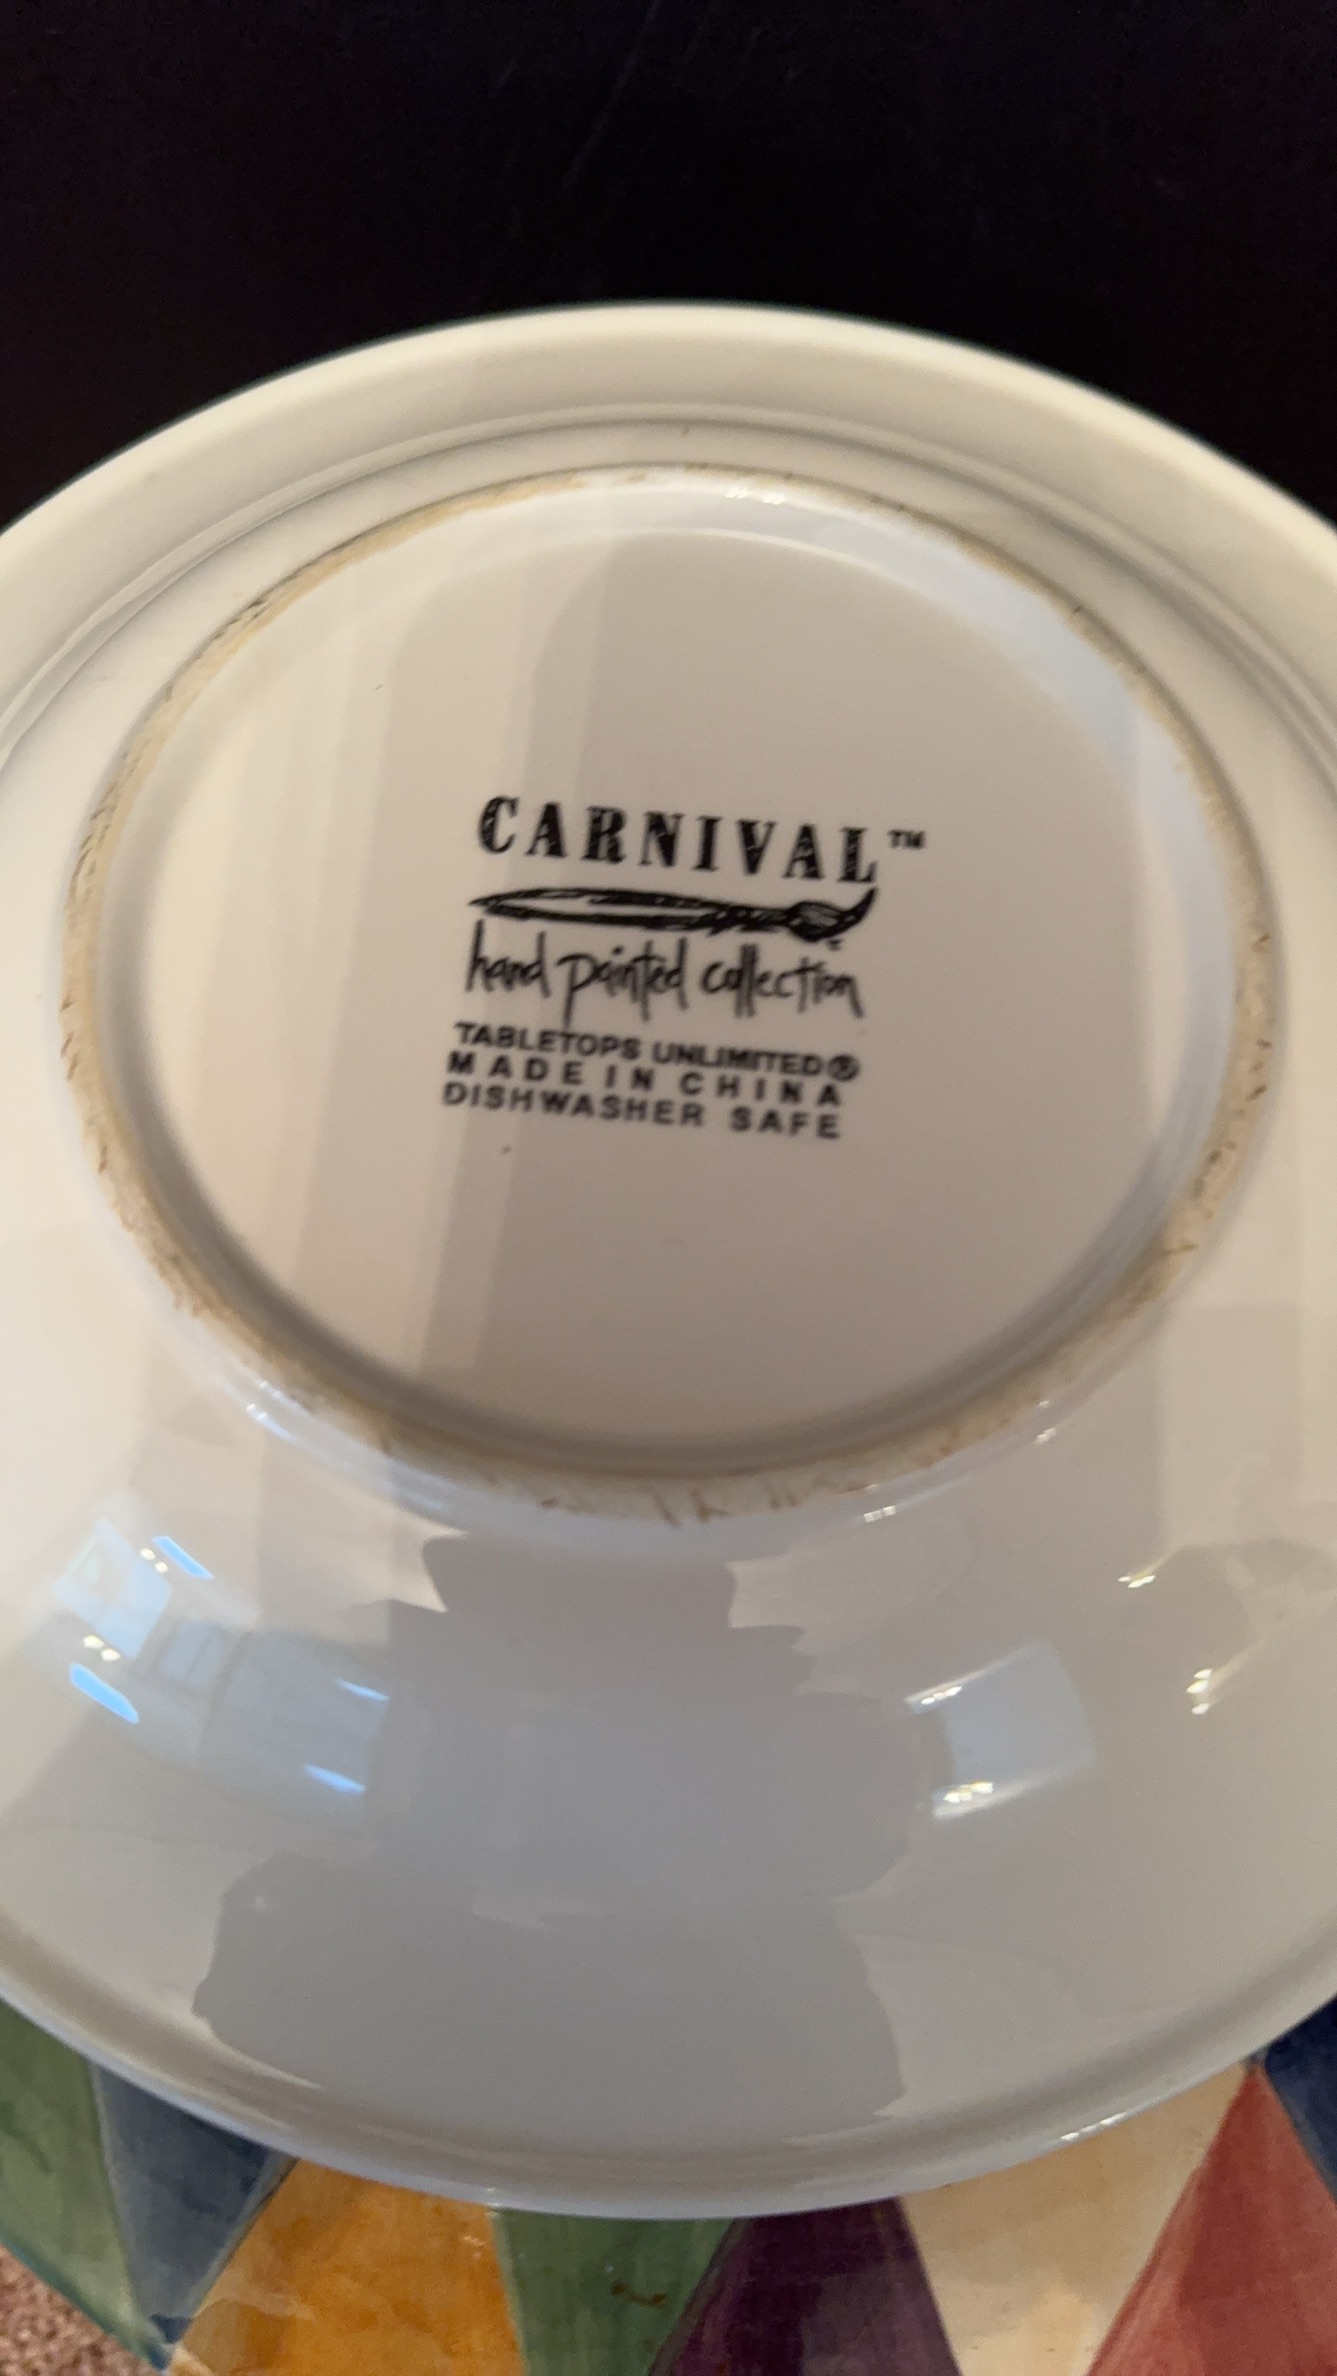 CARNIVAL™
hand painted collection
TABLETOPS UNLIMITED®
MADE IN CHINA
DISHWASHER SAFE